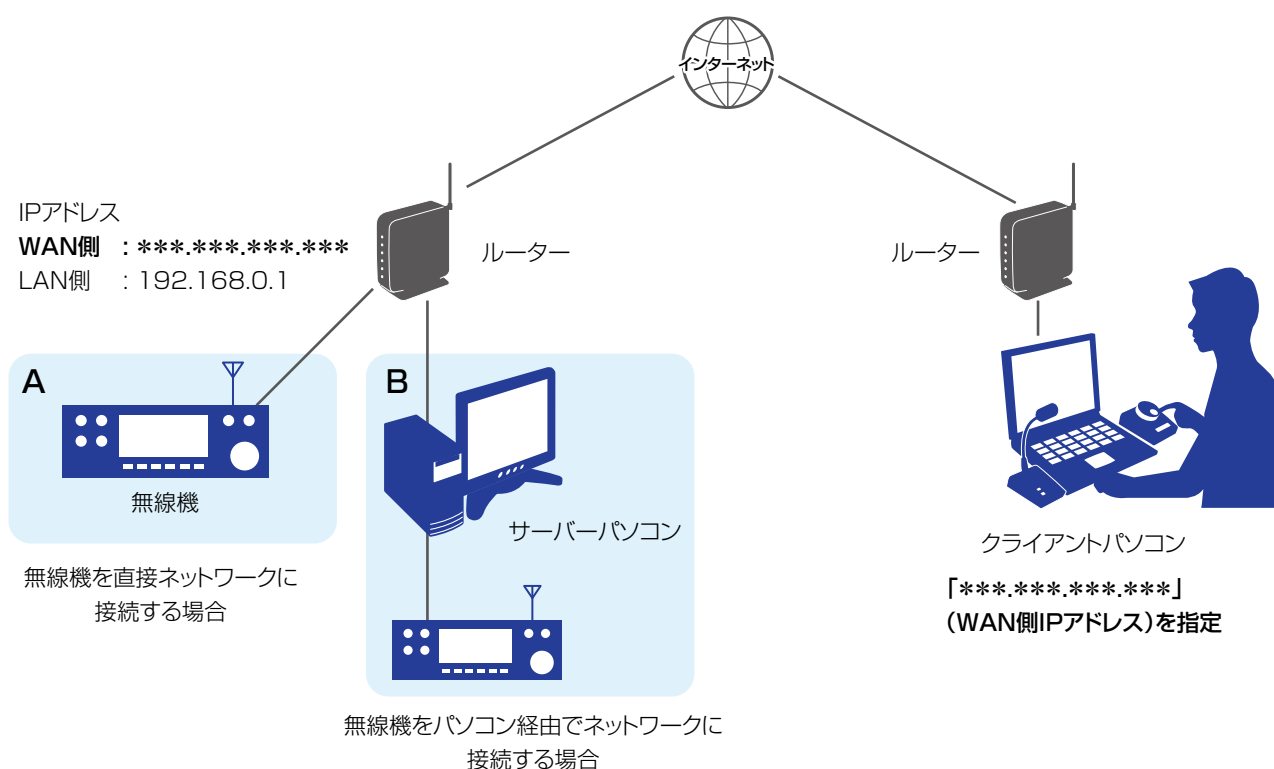 インターネット
IPアドレス
WAN側 : ***.***.***.***
LAN側 : 192.168.0.1
ルーター
ルーター
A
無線機
無線機を直接ネットワークに
接続する場合
B
サーバーパソコン
無線機をパソコン経由でネットワークに
接続する場合
クライアントパソコン
「***.***.***.***」
(WAN側IPアドレス)を指定